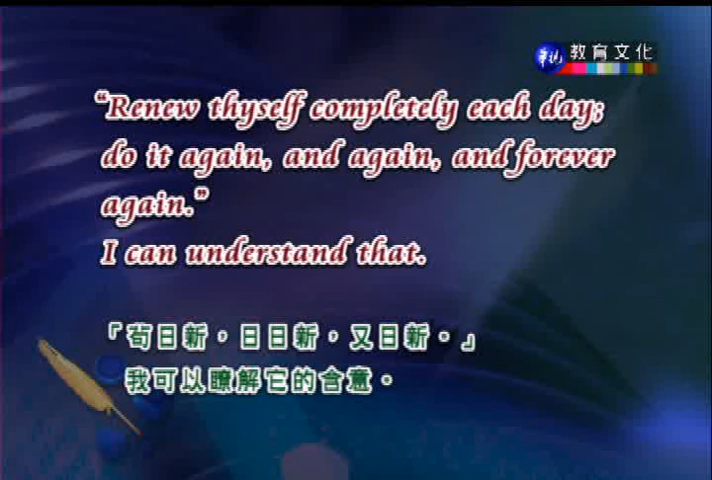 華視 教育文化
“Renew thyself completely each day;
do it again, and again, and forever
again.”
I can understand that.
「苟日新，日日新，又日新。」
我可以瞭解它的含意。